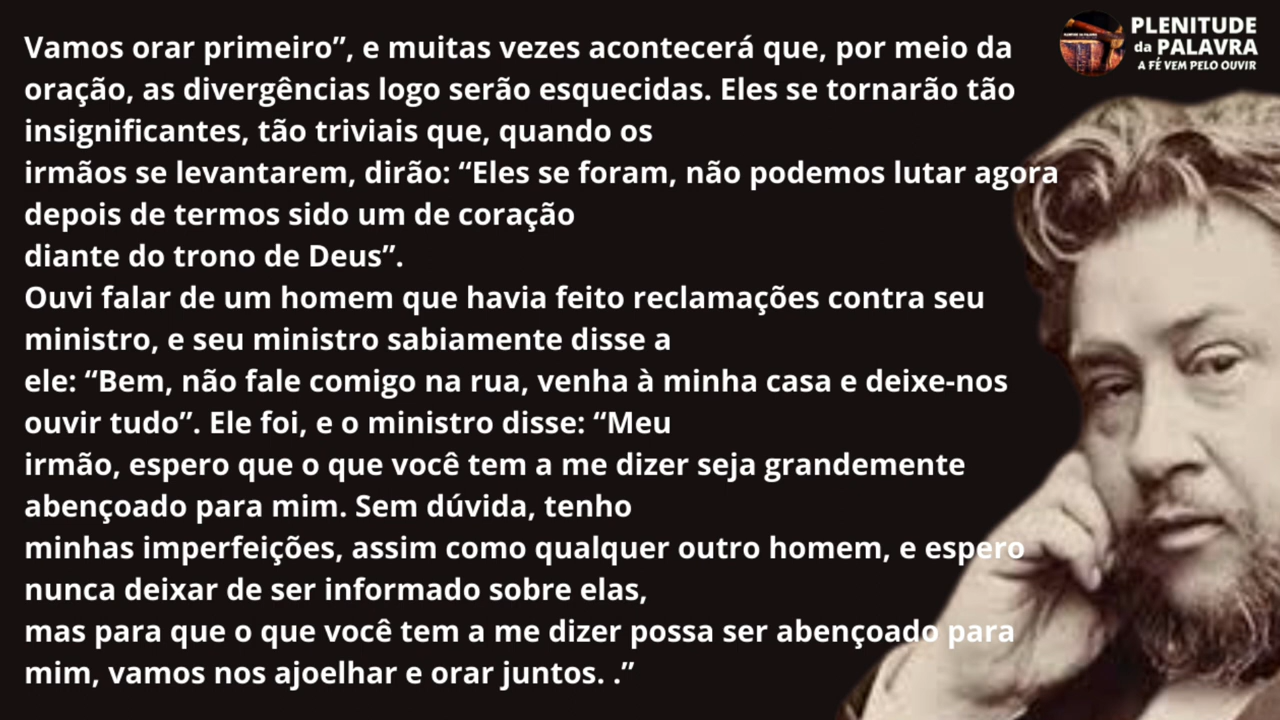 Vamos orar primeiro”, e muitas vezes acontecerá que, por meio da
oração, as divergências logo serão esquecidas. Eles se tornarão tão
insignificantes, tão triviais que, quando os
irmãos se levantarem, dirão: “Eles se foram, não podemos lutar agora
depois de termos sido um de coração
diante do trono de Deus”.
Ouvi falar de um homem que havia feito reclamações contra seu
ministro, e seu ministro sabiamente disse a
ele: “Bem, não fale comigo na rua, venha à minha casa e deixe-nos
ouvir tudo”. Ele foi, e o ministro disse: “Meu
irmão, espero que o que você tem a me dizer seja grandemente
abençoado para mim. Sem dúvida, tenho
minhas imperfeições, assim como qualquer outro homem, e espero
nunca deixar de ser informado sobre elas,
mas para que o que você tem a me dizer possa ser abençoado para
mim, vamos nos ajoelhar e orar juntos. .”
PLENITUDE
da PALAVRA
A FÉ VEM PELO OUVIR